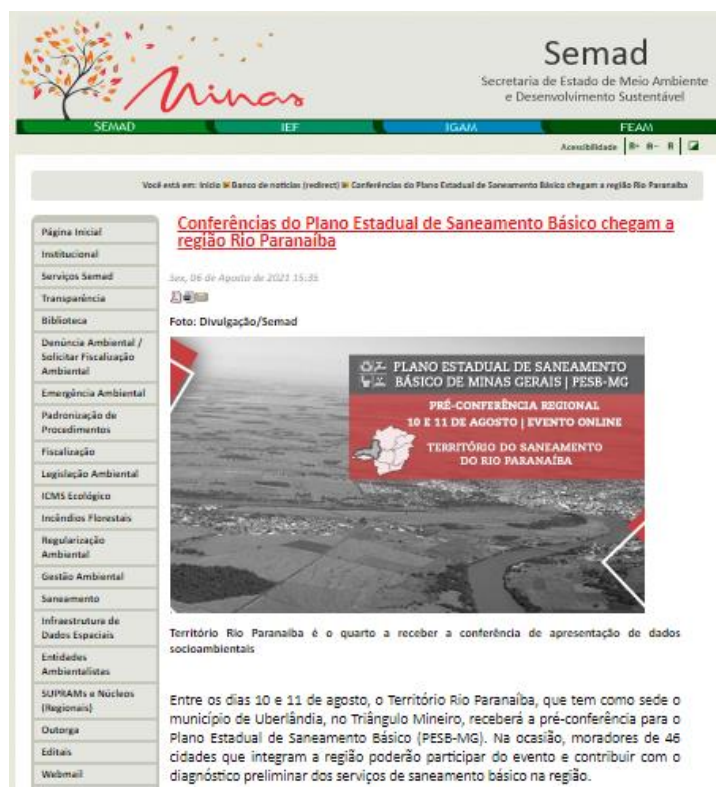 Minas
Semad
Secretaria de Estado de Meio Ambiente
e Desenvolvimento Sustentável
SEMAD IEF IGAM FEAM
Acessibilidade
Você está em: Início Banco de notícias (redirect) Conferências do Plano Estadual de Saneamento Básico chegam a região Rio Paranaíba
Página Inicial
Institucional
Serviços Semad
Transparência
Biblioteca
Denúncia Ambiental /
Solicitar Fiscalização
Ambiental
Emergência Ambiental
Padronização de
Procedimentos
Fiscalização
Legislação Ambiental
ICMS Ecológico
Incêndios Florestais
Regularização
Ambiental
Gestão Ambiental
Saneamento
Infraestrutura de
Dados Espaciais
Entidades
Ambientalistas
SUPRAMs e Núcleos
(Regionais)
Outorga
Editais
Webmail
Conferências do Plano Estadual de Saneamento Básico chegam a
região Rio Paranaíba
Sex, 06 de Agosto de 2021 15:35
Foto: Divulgação/Semad
PLANO ESTADUAL DE SANEAMENTO
BÁSICO DE MINAS GERAIS | PESB-MG
PRÉ-CONFERÊNCIA REGIONAL
10 E 11 DE AGOSTO | EVENTO ONLINE
TERRITÓRIO DO SANEAMENTO
DO RIO PARANAÍBA
Território Rio Paranaíba é o quarto a receber a conferência de apresentação de dados
socioambientais
Entre os dias 10 e 11 de agosto, o Território Rio Paranaíba, que tem como sede o
município de Uberlândia, no Triângulo Mineiro, receberá a pré-conferência para o
Plano Estadual de Saneamento Básico (PESB-MG). Na ocasião, moradores de 46
cidades que integram a região poderão participar do evento e contribuir com o
diagnóstico preliminar dos serviços de saneamento básico na região.